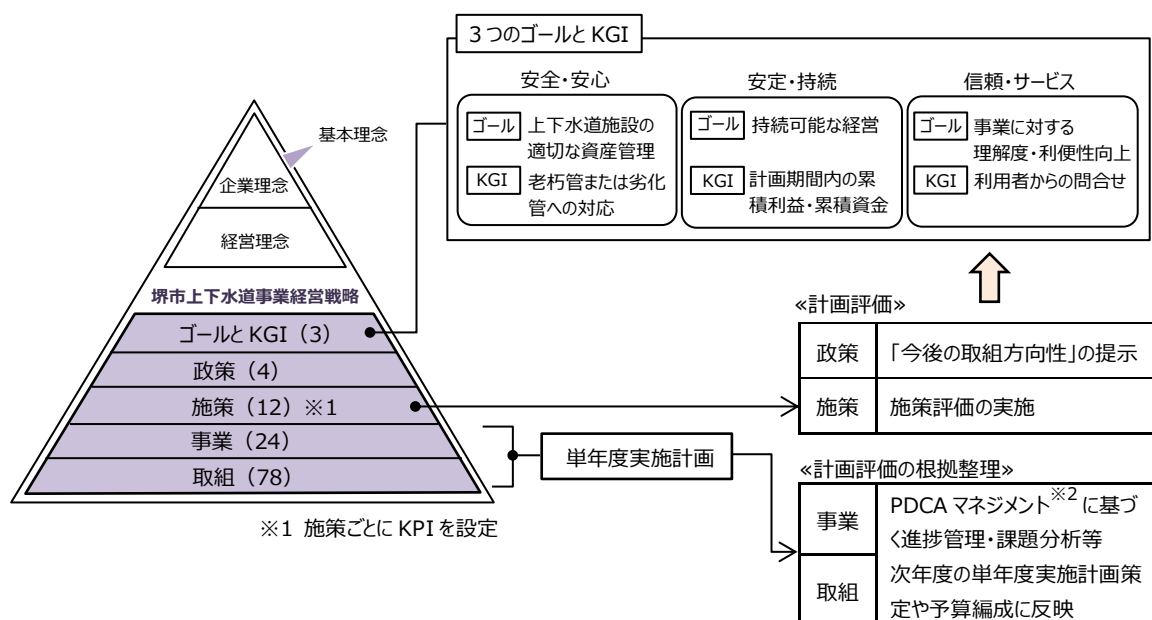 3つのゴールとKGI
安全・安心
ゴール 上下水道施設の
適切な資産管理
KGI 老朽管または劣化
管への対応
安定・持続
ゴール 持続可能な経営
KGI 計画期間内の累
積利益・累積資金
信頼・サービス
ゴール 事業に対する
理解度・利便性向上
KGI 利用者からの問合せ
基本理念
企業理念
経営理念
堺市上下水道事業経営戦略
ゴールとKGI（3）
政策（4）
施策（12）※1
事業（24）
取組（78）
※1 施策ごとにKPIを設定
単年度実施計画
≪計画評価≫
政策 「今後の取組方向性」の提示
施策 施策評価の実施
≪計画評価の根拠整理≫
事業
取組
PDCAマネジメント※2に基づ
く進捗管理・課題分析等
次年度の単年度実施計画策
定や予算編成に反映